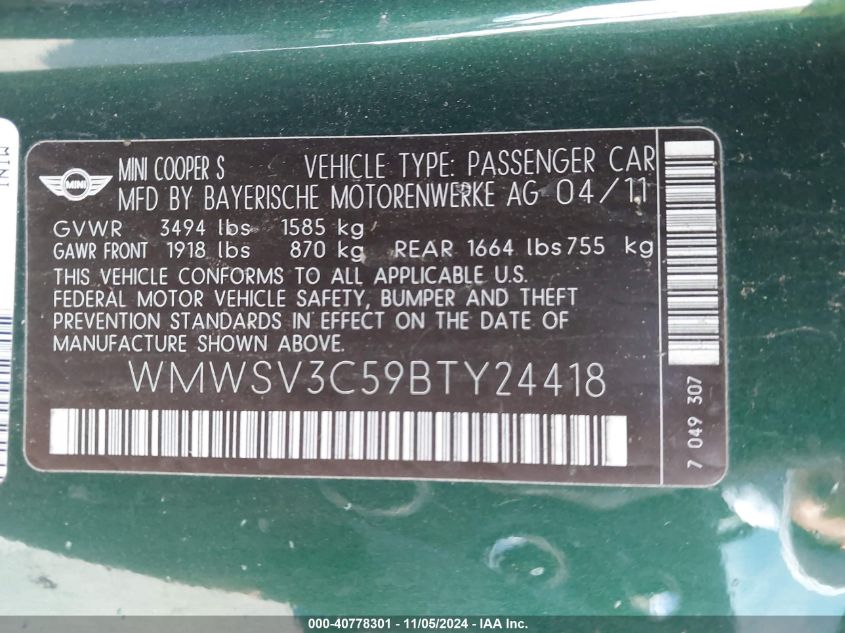 MINI
MINI
MINI COOPER S VEHICLE TYPE: PASSENGER CAR
MFD BY BAYERISCHE MOTORENWERKE AG 04/11
GVWR 3494 lbs 1585 kg
GAWR FRONT 1918 lbs 870 kg REAR 1664 lbs 755 kg
THIS VEHICLE CONFORMS TO ALL APPLICABLE U.S.
FEDERAL MOTOR VEHICLE SAFETY, BUMPER AND THEFT
PREVENTION STANDARDS IN EFFECT ON THE DATE OF
MANUFACTURE SHOWN ABOVE.
WMWSV3C59BTY24418
7 049 307
000-40778301 - 11/05/2024 - IAA Inc.